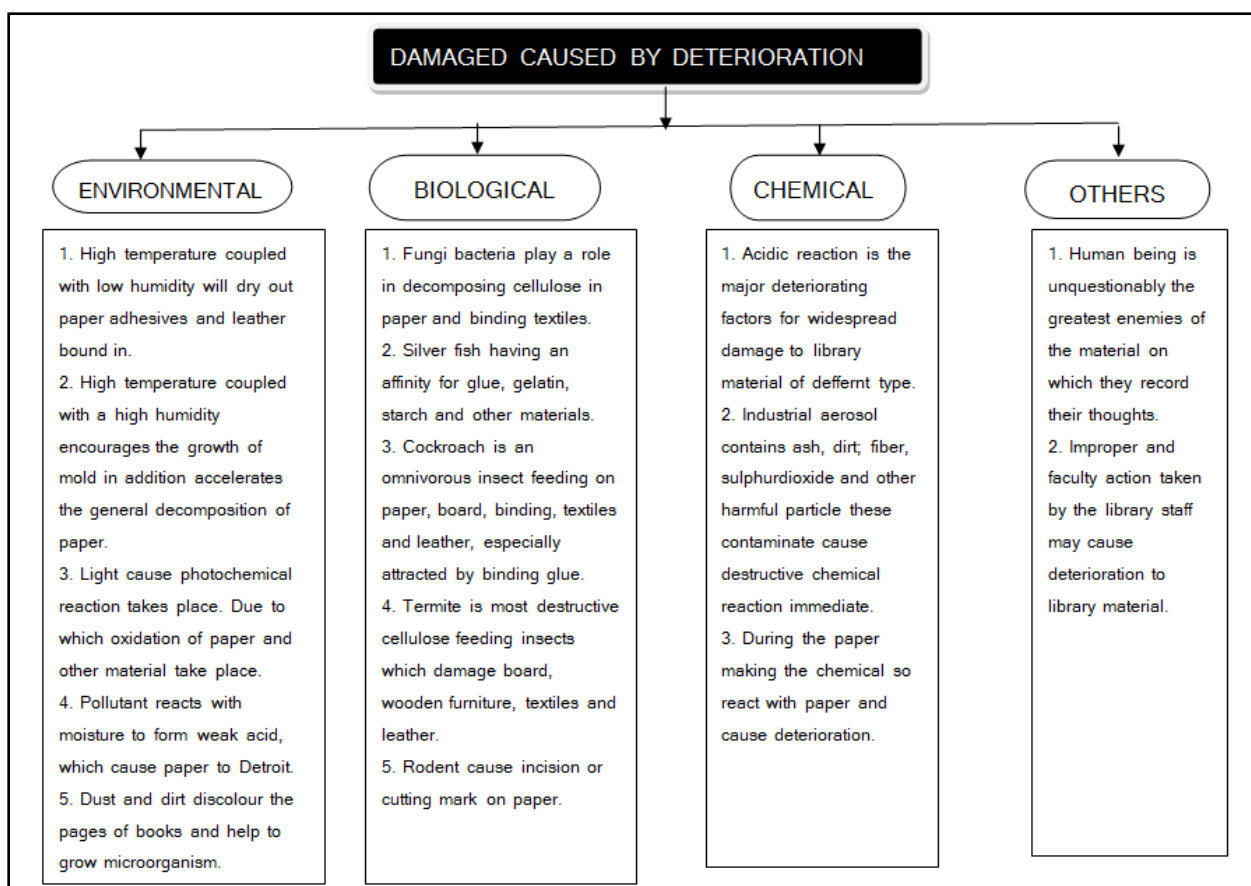 DAMAGED CAUSED BY DETERIORATION
ENVIRONMENTAL
1. High temperature coupled
with low humidity will dry out
paper adhesives and leather
bound in.
2. High temperature coupled
with a high humidity
encourages the growth of
mold in addition accelerates
the general decomposition of
paper.
3. Light cause photochemical
reaction takes place. Due to
which oxidation of paper and
other material take place.
4. Pollutant reacts with
moisture to form weak acid,
which cause paper to Detroit.
5. Dust and dirt discolour the
pages of books and help to
grow microorganism.
BIOLOGICAL
1. Fungi bacteria play a role
in decomposing cellulose in
paper and binding textiles.
2. Silver fish having an
affinity for glue, gelatin,
starch and other materials.
3. Cockroach is an
omnivorous insect feeding on
paper, board, binding, textiles
and leather, especially
attracted by binding glue.
4. Termite is most destructive
cellulose feeding insects
which damage board,
wooden furniture, textiles and
leather.
5. Rodent cause incision or
cutting mark on paper.
CHEMICAL
1. Acidic reaction is the
major deteriorating
factors for widespread
damage to library
material of deffernt type.
2. Industrial aerosol
contains ash, dirt; fiber,
sulphurdioxide and other
harmful particle these
contaminate cause
destructive chemical
reaction immediate.
3. During the paper
making the chemical so
react with paper and
cause deterioration.
OTHERS
1. Human being is
unquestionably the
greatest enemies of
the material on
which they record
their thoughts.
2. Improper and
faculty action taken
by the library staff
may cause
deterioration to
library material.